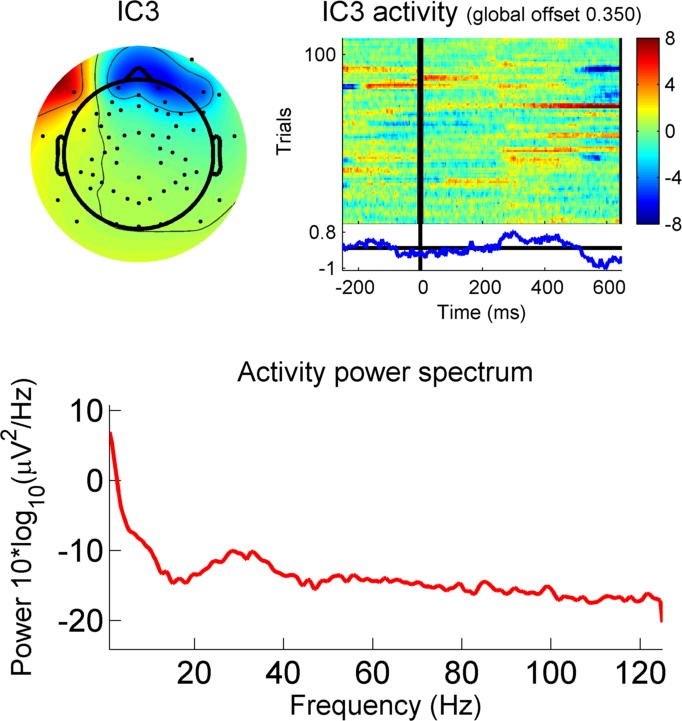 IC3
IC3 activity (global offset 0.350)
100
Trials
8
4
0
-4
-8
0.8
-1
-200 0 200 400 600
Time (ms)
Activity power spectrum
Power 10*log10(μV2/Hz)
10
0
-10
-20
20 40 60 80 100 120
Frequency (Hz)